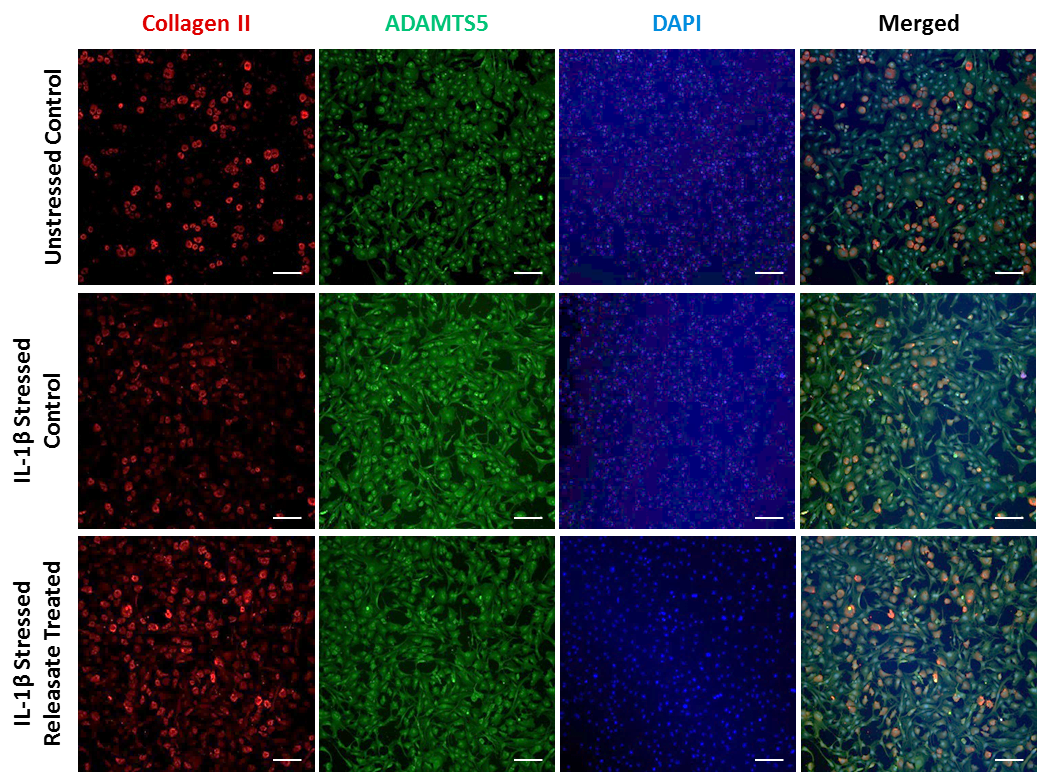 Collagen II
ADAMTS5
DAPI
Merged
Unstressed Control
IL-1β Stressed
Control
IL-1β Stressed
Releasate Treated